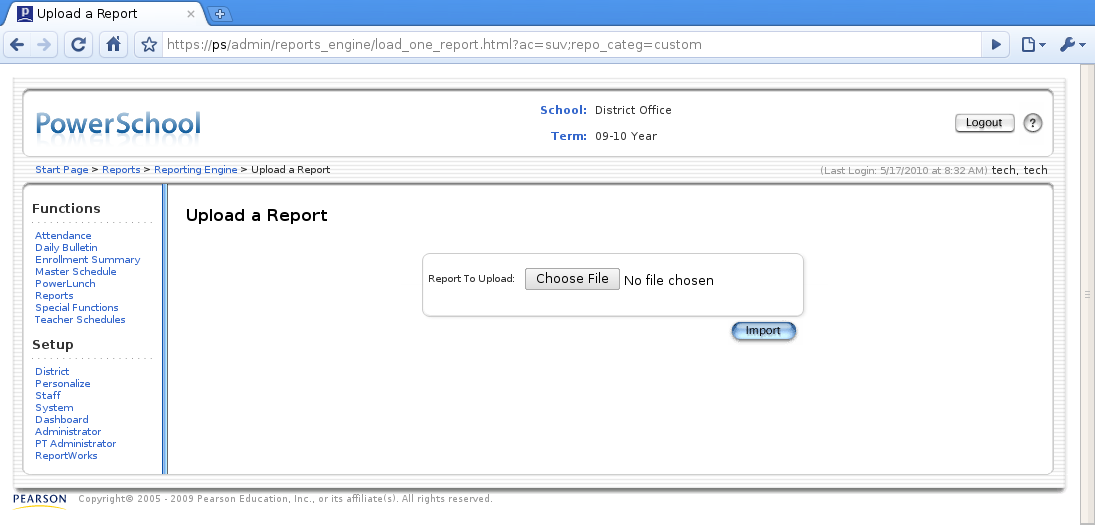 Upload a Report
https://ps/admin/reports_engine/load_one_report.html?ac=suv;repo_categ=custom
PowerSchool
School: District Office
Term: 09-10 Year
Logout ?
Start Page > Reports > Reporting Engine > Upload a Report
(Last Login: 5/17/2010 at 8:32 AM) tech, tech
Functions
Attendance
Daily Bulletin
Enrollment Summary
Master Schedule
PowerLunch
Reports
Special Functions
Teacher Schedules
Setup
District
Personalize
Staff
System
Dashboard
Administrator
PT Administrator
ReportWorks
Upload a Report
Report To Upload: Choose File No file chosen
Import
PEARSON Copyright© 2005 - 2009 Pearson Education, Inc., or its affiliate(s). All rights reserved.